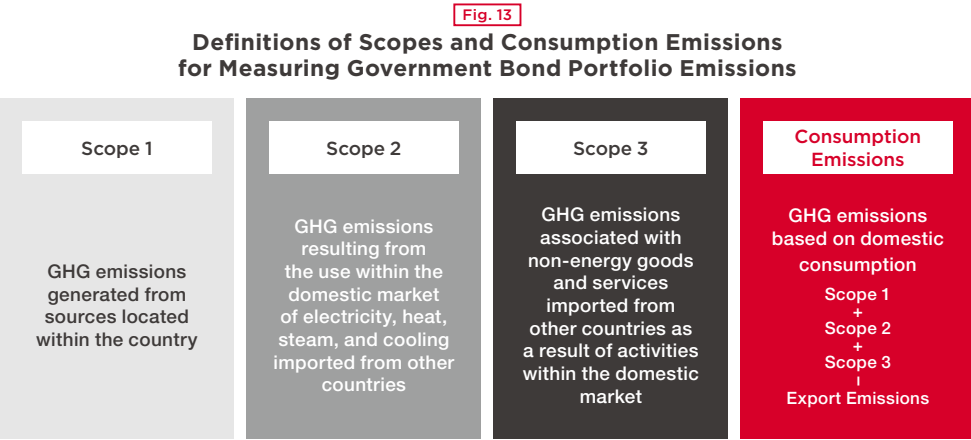 Fig. 13
Definitions of Scopes and Consumption Emissions
for Measuring Government Bond Portfolio Emissions
Scope 1
GHG emissions
generated from
sources located
within the country
Scope 2
GHG emissions
resulting from
the use within the
domestic market
of electricity, heat,
steam, and cooling
imported from other
countries
Scope 3
GHG emissions
associated with
non-energy goods
and services
imported from
other countries as
a result of activities
within the domestic
market
Consumption
Emissions
GHG emissions
based on domestic
consumption
Scope 1
+
Scope 2
+
Scope 3
–
Export Emissions